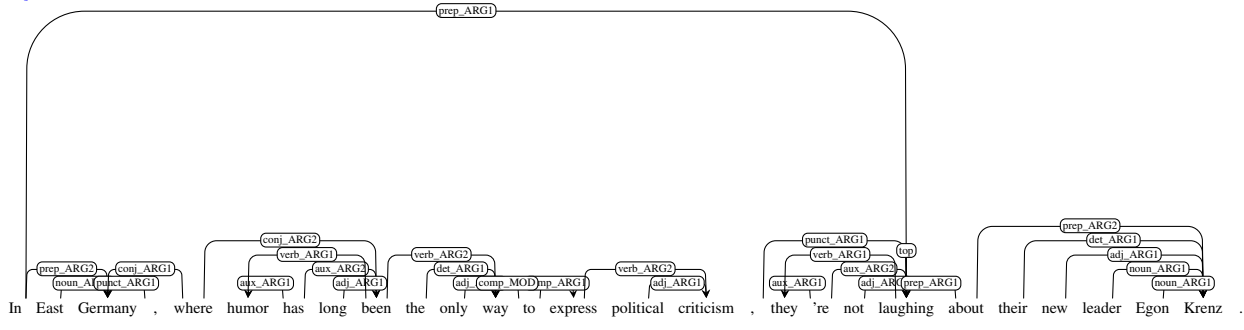 prep_ARG1
prep_ARG2
conj_ARG2 punct_ARG1 det_ARG1
verb_ARG1 verb_ARG2 verb_ARG1 top adj_ARG1
prep_ARG2 conj_ARG1 aux_ARG2 det_ARG1 verb_ARG2 aux_ARG2 noun_ARG1
punct_ARG1 aux_ARG1 adj_ARG1 comp_MOD adj_ARG1 aux_ARG1 prep_ARG1 noun_ARG1
In East Germany , where humor has long been the only way to express political criticism , they 're not laughing about their new leader Egon Krenz .